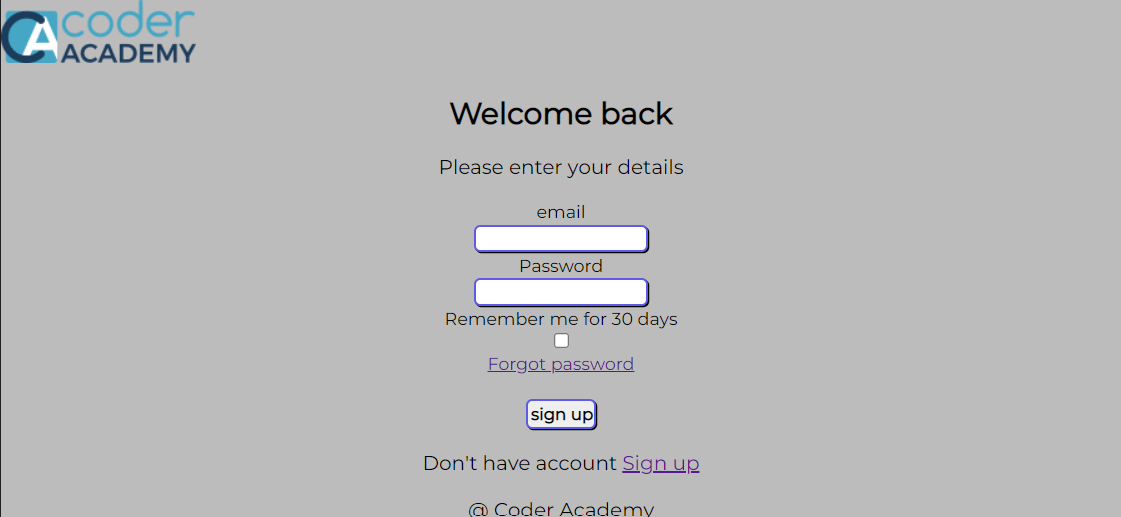 CA coder
ACADEMY
Welcome back
Please enter your details
email
Password
Remember me for 30 days
Forgot password
sign up
Don't have account Sign up
@ Coder Academy